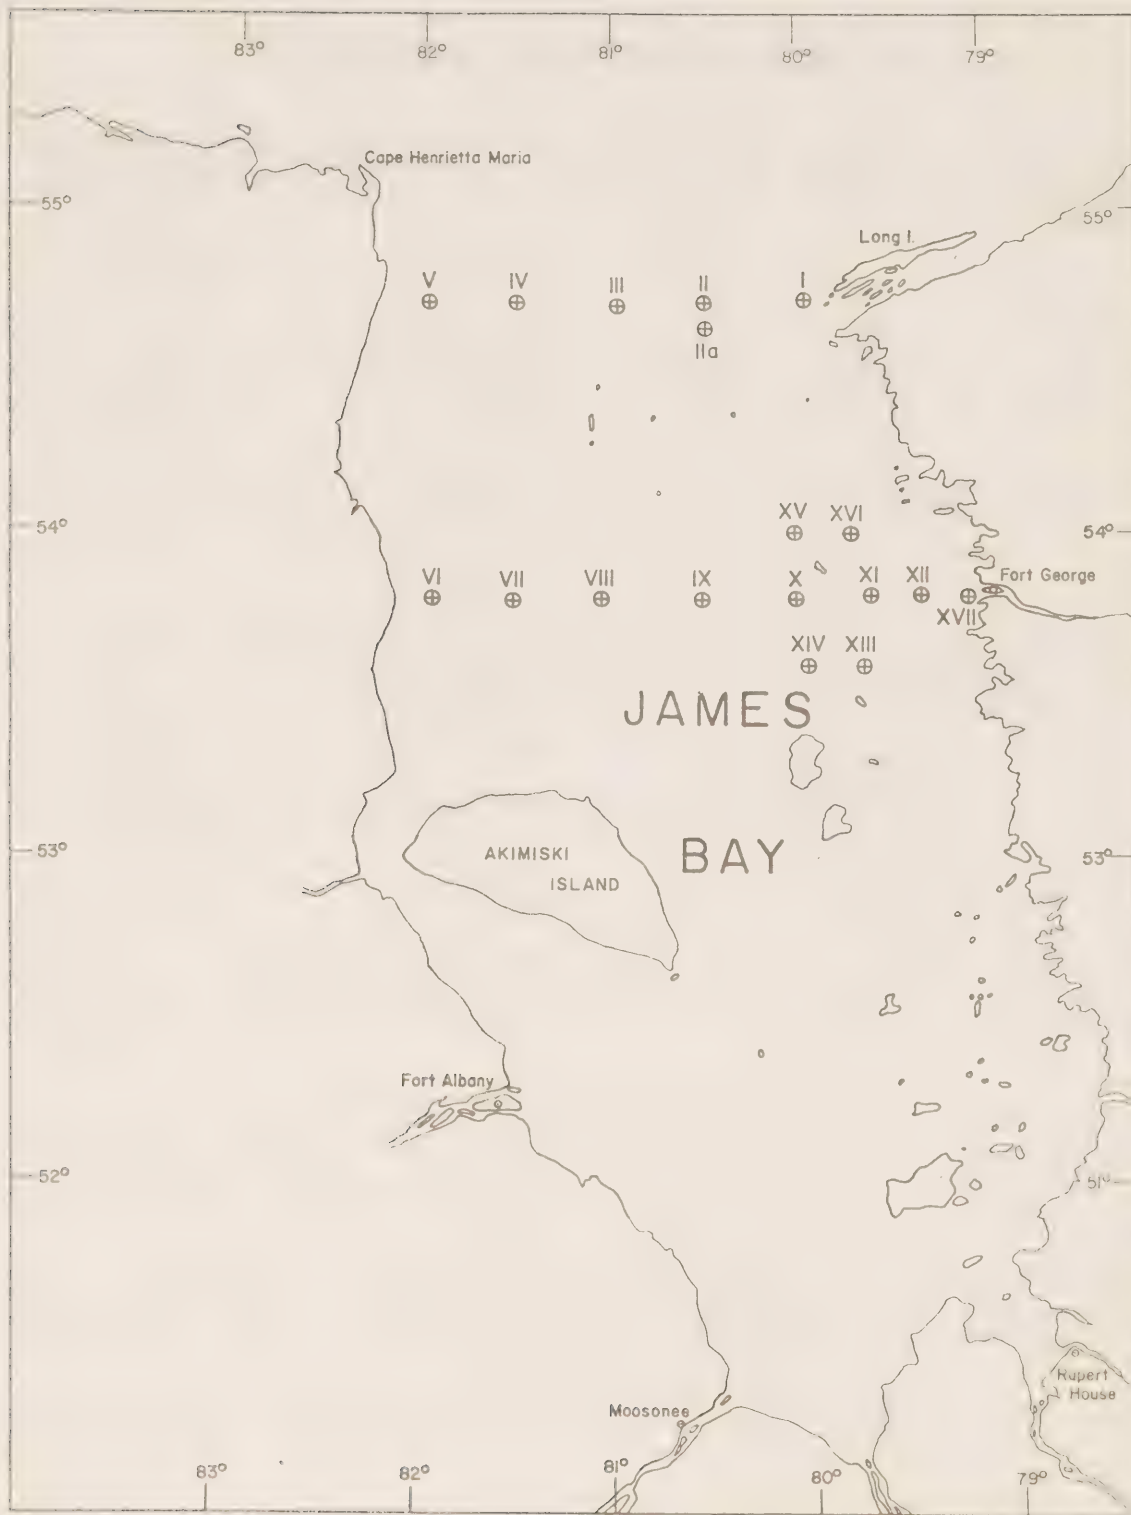 83° 82° 81° 80° 79°
Cape Henrietta Maria
55° 55°
Long I.
V IV III II I
IIa
XV XVI
54° 54°
VI VII VIII IX X XI XII Fort George
XVII
XIV XIII
JAMES
53° AKIMISKI BAY 53°
ISLAND
Fort Albany
52° 51°
Rupert
House
Moosonee
83° 82° 81° 80° 79°